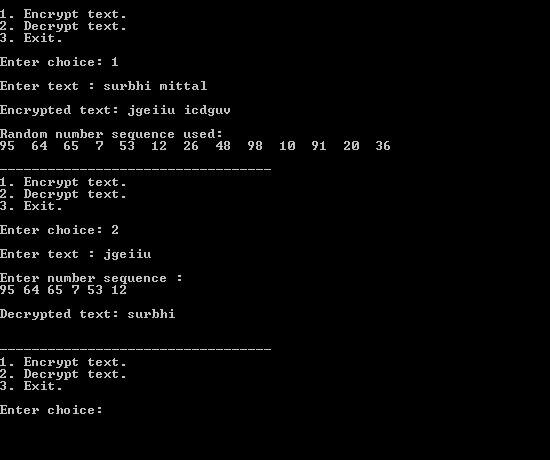 1. Encrypt text.
2. Decrypt text.
3. Exit.
Enter choice: 1
Enter text : surbhi mittal
Encrypted text: jgeiiu icdguv
Random number sequence used:
95 64 65 7 53 12 26 48 98 10 91 20 36
__________________________________
1. Encrypt text.
2. Decrypt text.
3. Exit.
Enter choice: 2
Enter text : jgeiiu
Enter number sequence :
95 64 65 7 53 12
Decrypted text: surbhi
__________________________________
1. Encrypt text.
2. Decrypt text.
3. Exit.
Enter choice: